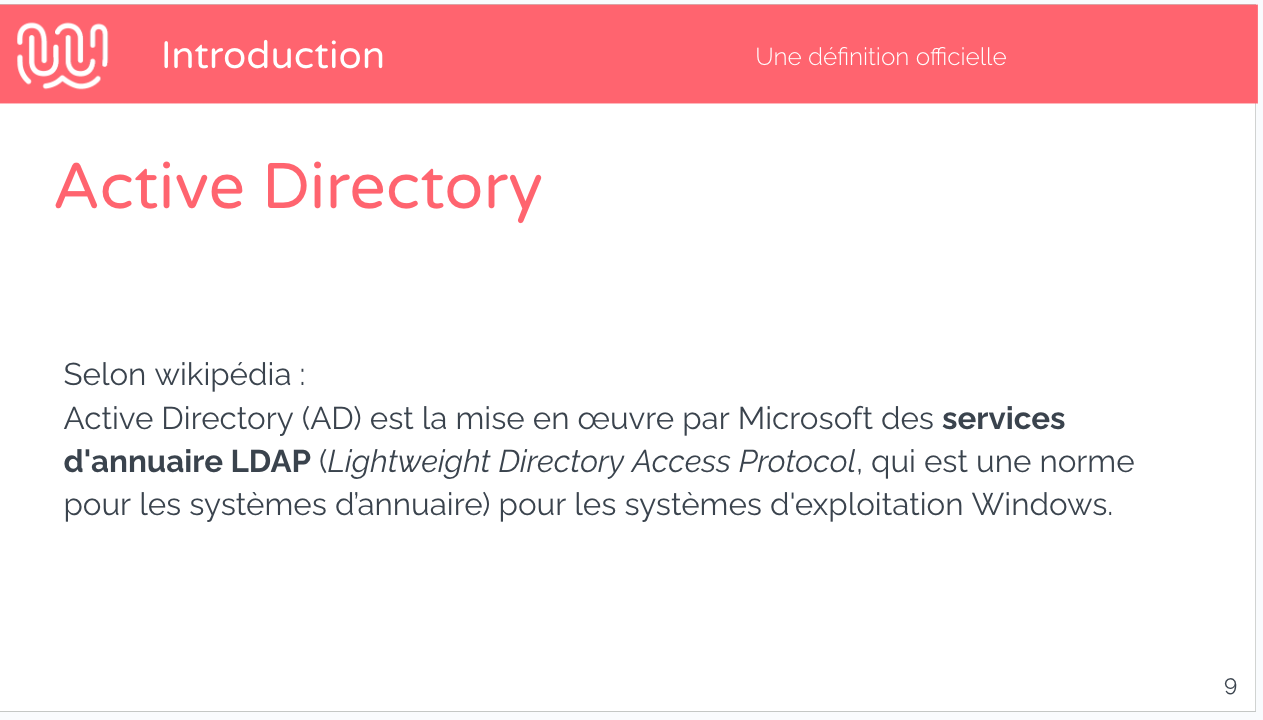 Introduction
Une définition officielle
Active Directory
Selon wikipédia :
Active Directory (AD) est la mise en œuvre par Microsoft des services
d'annuaire LDAP (Lightweight Directory Access Protocol, qui est une norme
pour les systèmes d’annuaire) pour les systèmes d'exploitation Windows.
9